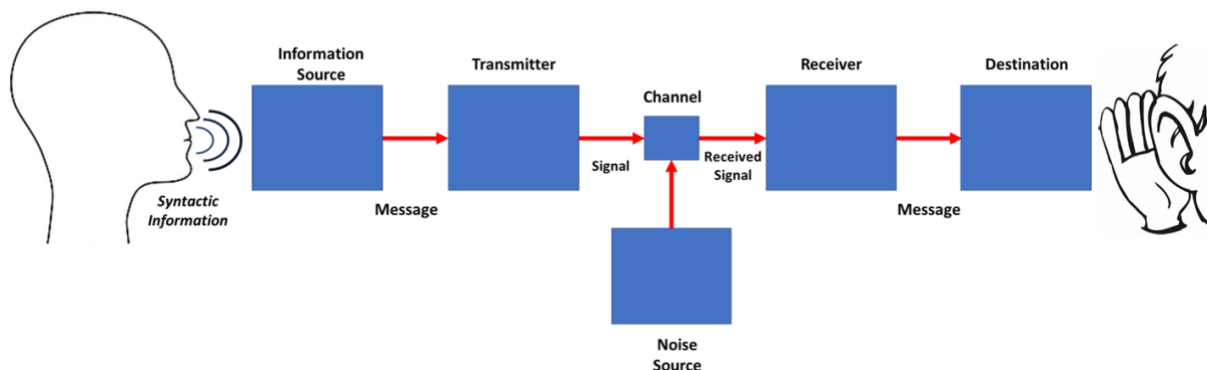 Information
Source
Transmitter
Channel
Receiver
Destination
Syntactic
Information
Message
Signal
Received
Signal
Message
Noise
Source